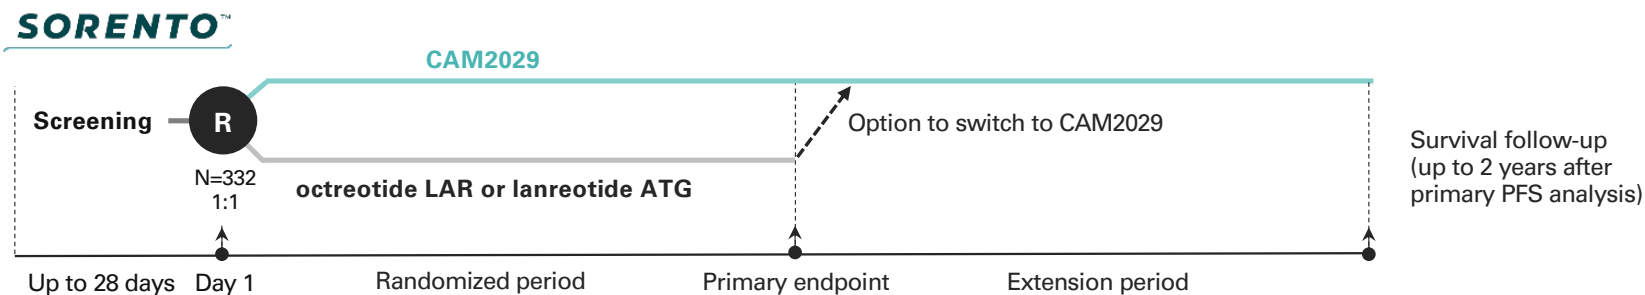 SORENTO™
CAM2029
Screening
R
Option to switch to CAM2029
N=332
1:1
octreotide LAR or lanreotide ATG
Survival follow-up
(up to 2 years after
primary PFS analysis)
Up to 28 days
Day 1
Randomized period
Primary endpoint
Extension period